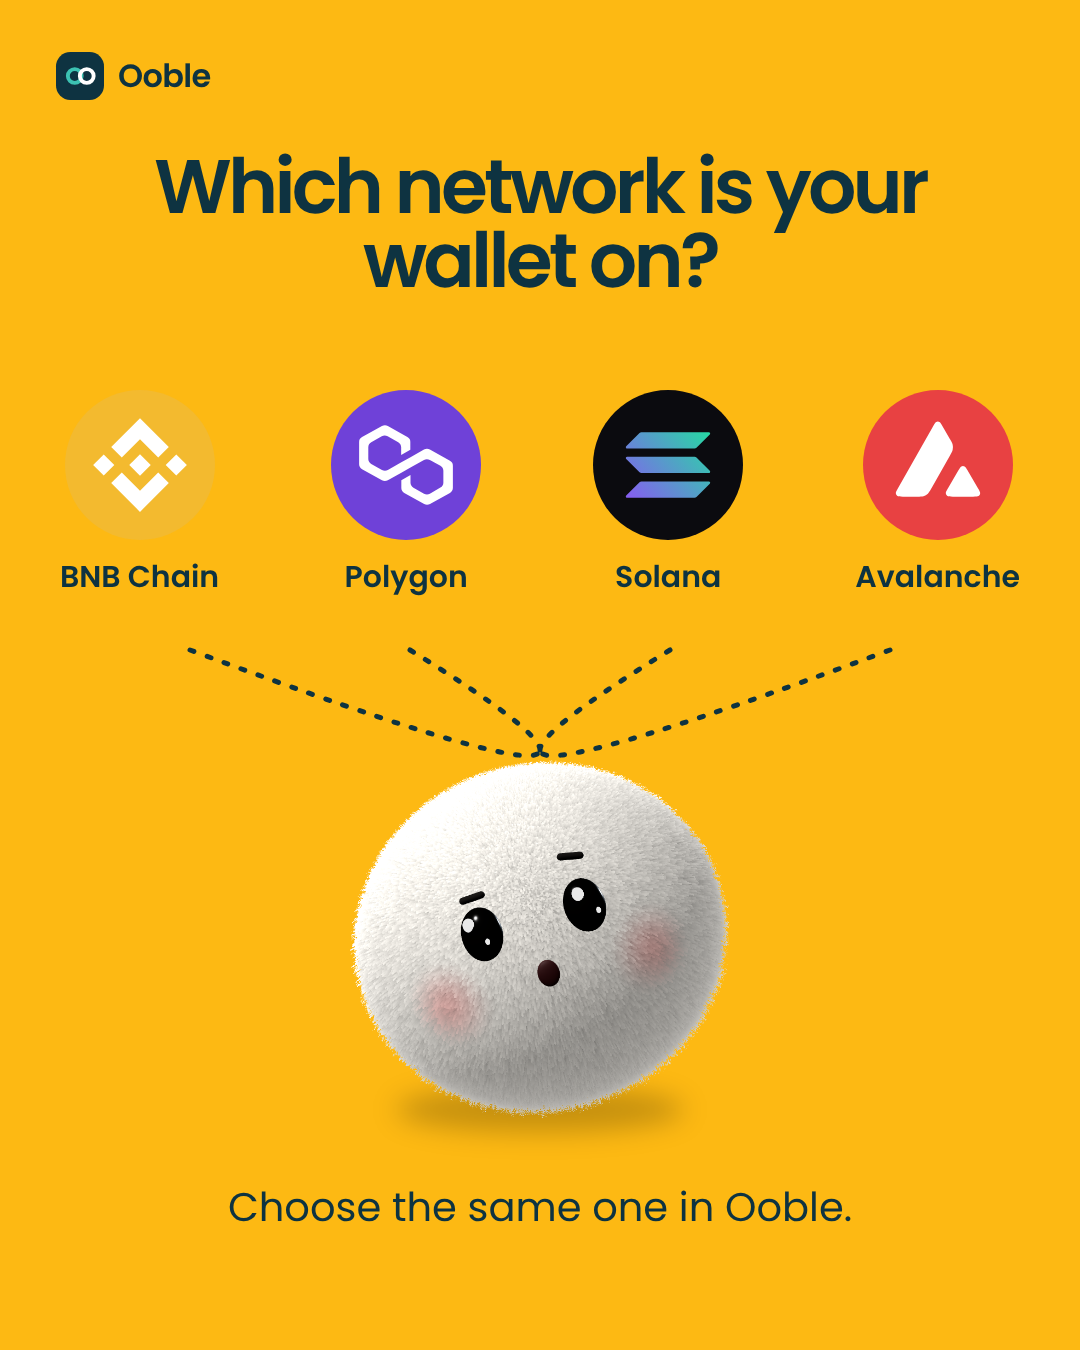 Ooble
Which network is your
wallet on?
BNB Chain
Polygon
Solana
Avalanche
Choose the same one in Ooble.